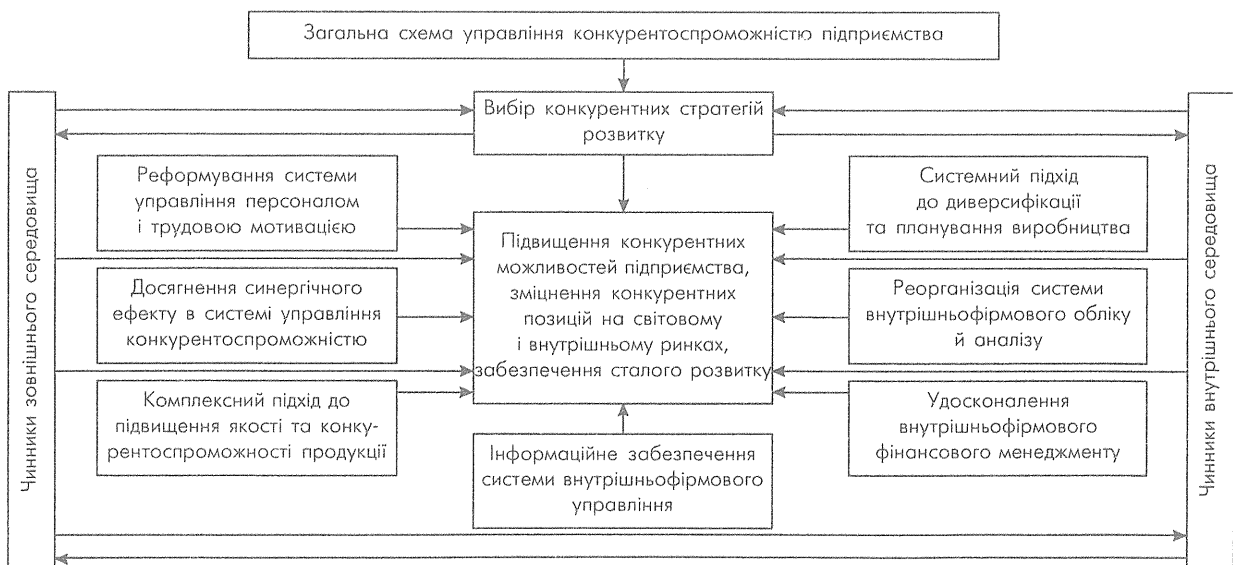 Загальна схема управління конкурентоспроможністю підприємства
Вибір конкурентних стратегій
розвитку
Чинники зовнішнього середовища
Реформування системи
управління персоналом
і трудовою мотивацією
Досягнення синергічного
ефекту в системі управління
конкурентоспроможністю
Комплексний підхід до
підвищення якості та конку-
рентоспроможності продукції
Підвищення конкурентних
можливостей підприємства,
зміцнення конкурентних
позицій на світовому
і внутрішньому ринках,
забезпечення сталого розвитку
Інформаційне забезпечення
системи внутрішньофірмового
управління
Системний підхід
до диверсифікації
та планування виробництва
Реорганізація системи
внутрішньофірмового обліку
й аналізу
Удосконалення
внутрішньофірмового
фінансового менеджменту
Чинники внутрішнього середовища